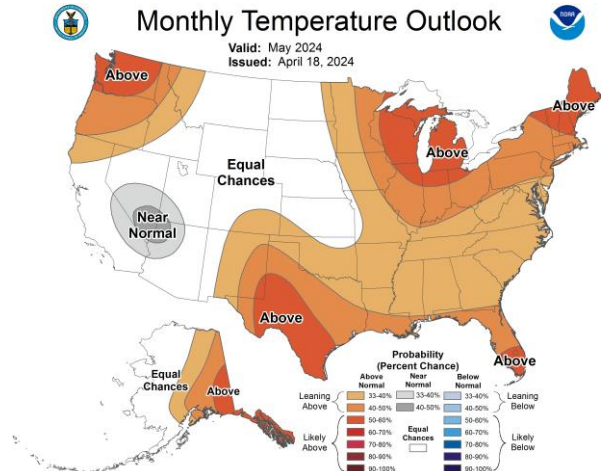 Monthly Temperature Outlook
Valid: May 2024
Issued: April 18, 2024
NOAA
Above
Above
Above
Equal
Chances
Near
Normal
Above
Above
Equal
Chances
Above
Probability
(Percent Chance)
Above
Normal
Near
Normal
Below
Normal
Leaning
Above
33-40%
40-50%
33-40%
40-50%
33-40%
40-50%
Leaning
Below
Likely
Above
50-60%
60-70%
70-80%
80-90%
90-100%
Equal
Chances
50-60%
60-70%
70-80%
80-90%
90-100%
Likely
Below